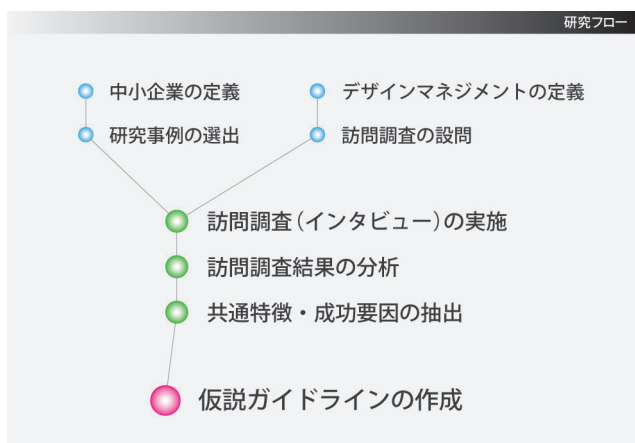 研究フロー
中小企業の定義
デザインマネジメントの定義
研究事例の選出
訪問調査の設問
訪問調査（インタビュー）の実施
訪問調査結果の分析
共通特徴・成功要因の抽出
仮説ガイドラインの作成